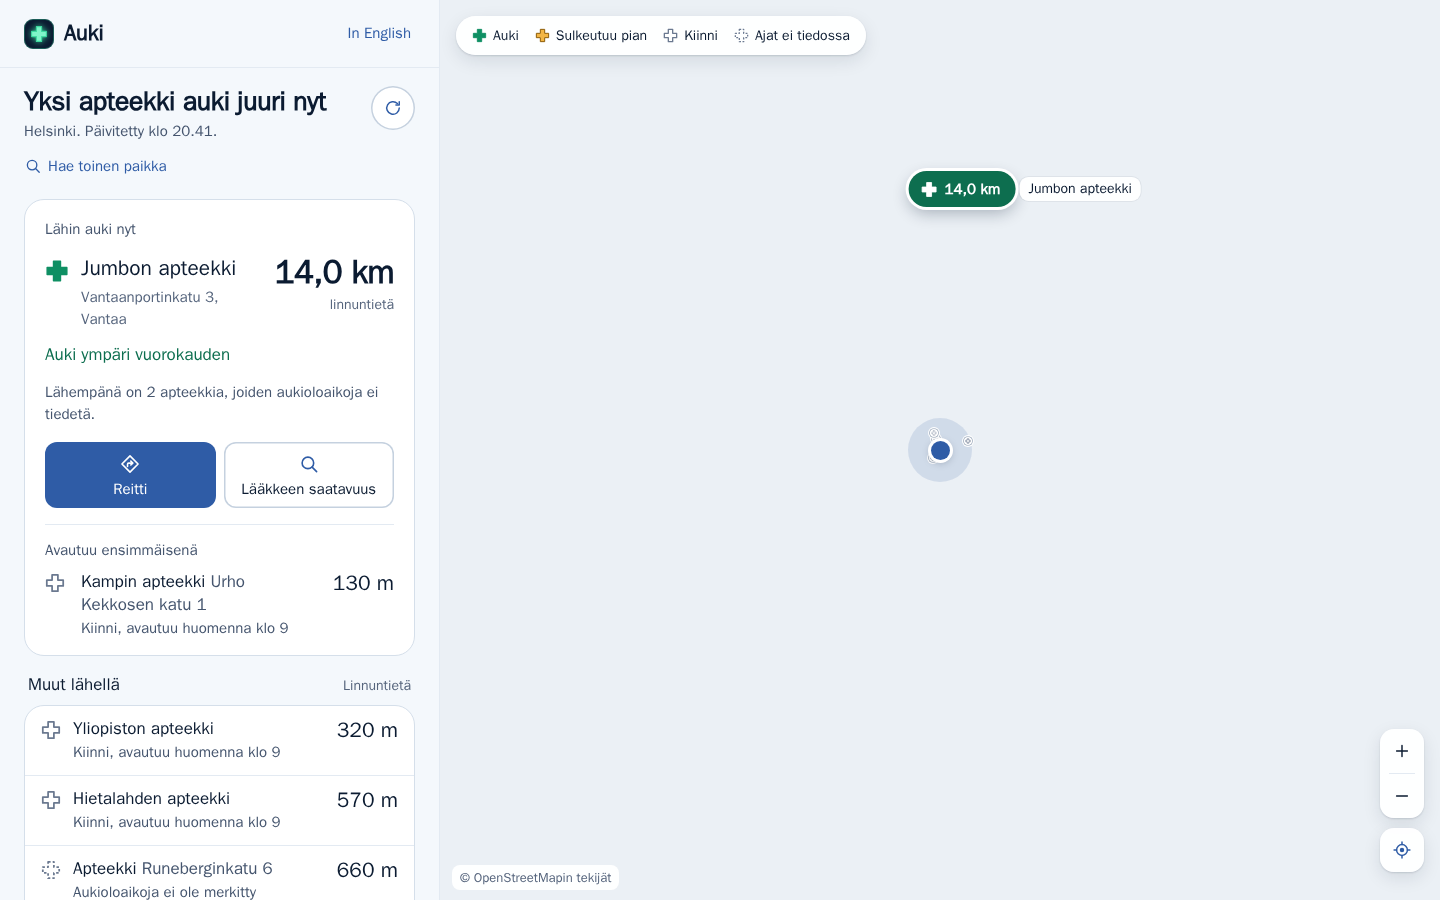 Auki
In English
Yksi apteekki auki juuri nyt
Helsinki. Päivitetty klo 20.41.
Hae toinen paikka
Lähin auki nyt
Jumbon apteekki
14,0 km
Vantaanportinkatu 3,
Vantaa
linnuntietä
Auki ympäri vuorokauden
Lähempänä on 2 apteekkia, joiden aukioloaikoja ei
tiedetä.
Reitti
Lääkkeen saatavuus
Avautuu ensimmäisenä
Kampin apteekki Urho
Kekkosen katu 1
130 m
Kiinni, avautuu huomenna klo 9
Muut lähellä
Linnuntietä
Yliopiston apteekki
320 m
Kiinni, avautuu huomenna klo 9
Hietalahden apteekki
570 m
Kiinni, avautuu huomenna klo 9
Apteekki Runeberginkatu 6
660 m
Aukioloaikoja ei ole merkitty
Auki
Sulkeutuu pian
Kiinni
Ajat ei tiedossa
14,0 km
Jumbon apteekki
+
−
© OpenStreetMapin tekijät